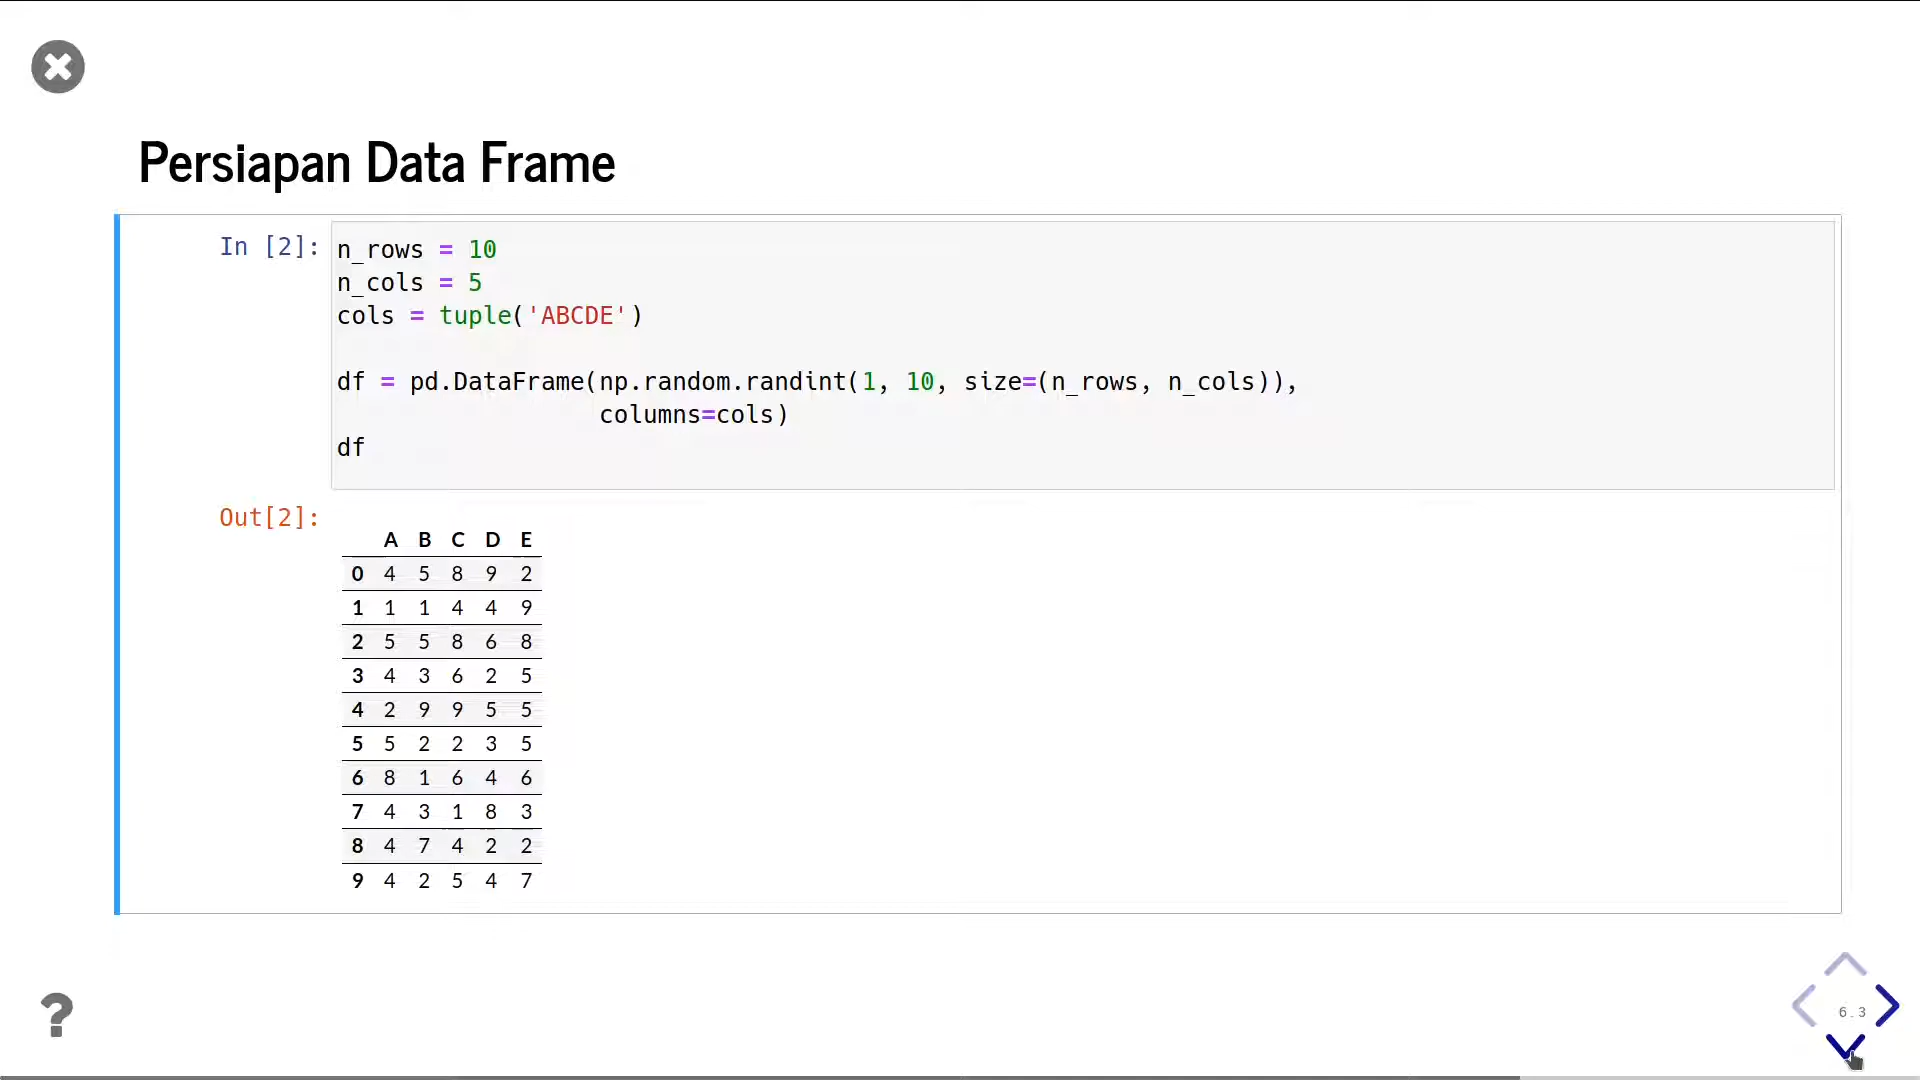 Persiapan Data Frame
In [2]:
n_rows = 10
n_cols = 5
cols = tuple('ABCDE')
df = pd.DataFrame(np.random.randint(1, 10, size=(n_rows, n_cols)),
columns=cols)
df
Out[2]:
A B C D E
0 4 5 8 9 2
1 1 1 4 4 9
2 5 5 8 6 8
3 4 3 6 2 5
4 2 9 9 5 5
5 5 2 2 3 5
6 8 1 6 4 6
7 4 3 1 8 3
8 4 7 4 2 2
9 4 2 5 4 7
?
6.3